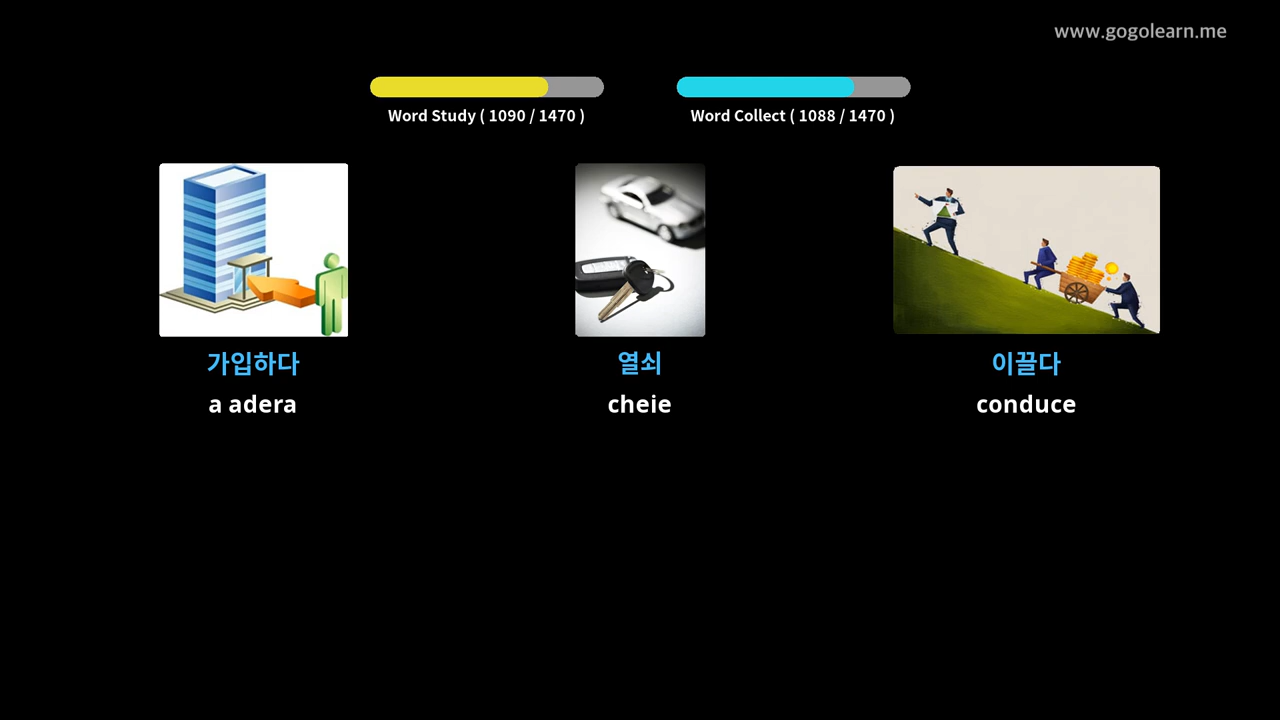 www.gogolearn.me
Word Study ( 1090 / 1470 )
Word Collect ( 1088 / 1470 )
가입하다
열쇠
이끌다
a adera
cheie
conduce